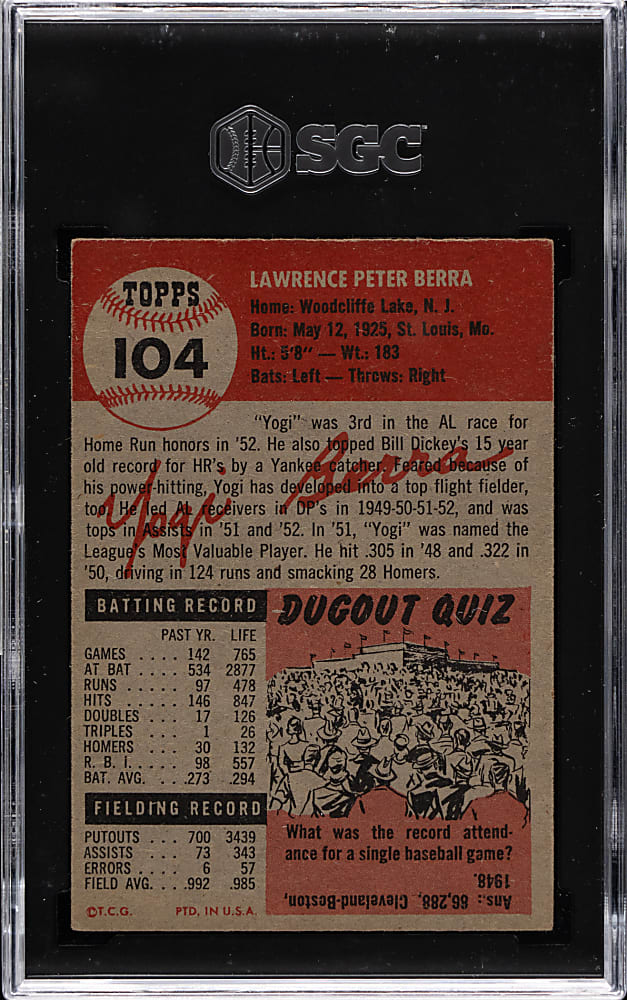 SGC
TOPPS
104
LAWRENCE PETER BERRA
Home: Woodcliffe Lake, N. J.
Born: May 12, 1925, St. Louis, Mo.
Ht.: 5'8" — Wt.: 183
Bats: Left — Throws: Right
"Yogi" was 3rd in the AL race for
Home Run honors in '52. He also topped Bill Dickey's 15 year
old record for HR's by a Yankee catcher. Feared because of
his power-hitting, Yogi has developed into a top flight fielder,
too. He led AL receivers in DP's in 1949-50-51-52, and was
tops in Assists in '51 and '52. In '51, "Yogi" was named the
League's Most Valuable Player. He hit .305 in '48 and .322 in
'50, driving in 124 runs and smacking 28 Homers.
Yogi Berra
BATTING RECORD
PAST YR. LIFE
GAMES . . . . 142 765
AT BAT . . . . 534 2877
RUNS . . . . . 97 478
HITS . . . . . 146 847
DOUBLES . . . 17 126
TRIPLES . . . 1 26
HOMERS . . . 30 132
R. B. I. . . . . 98 557
BAT. AVG. . . .273 .294
FIELDING RECORD
PUTOUTS . . . 700 3439
ASSISTS . . . 73 343
ERRORS . . . . 6 57
FIELD AVG. . . .992 .985
©T.C.G. PTD. IN U.S.A.
DUGOUT QUIZ
What was the record attend-
ance for a single baseball game?
Ans.: 66,288, Cleveland-Boston,
1948.